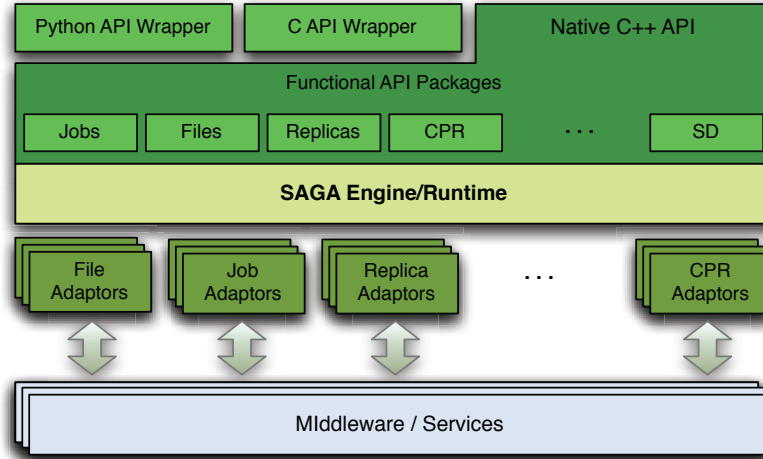 Python API Wrapper
C API Wrapper
Native C++ API
Functional API Packages
Jobs
Files
Replicas
CPR
. . .
SD
SAGA Engine/Runtime
File
Adaptors
Job
Adaptors
Replica
Adaptors
. . .
CPR
Adaptors
MIddleware / Services